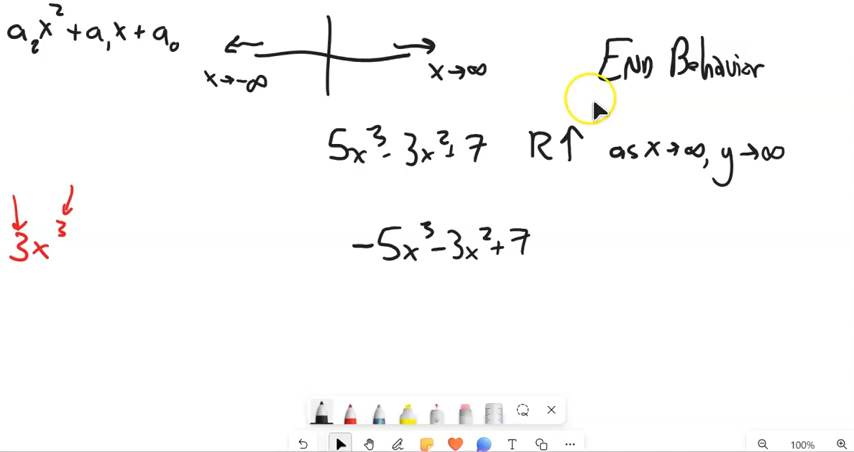 a₂x² + a₁x + a₀
x→-∞
x→∞
END Behavior
5x³ - 3x² + 7
R↑ as x→∞, y→∞
3x³
-5x³ - 3x² + 7
T
100%